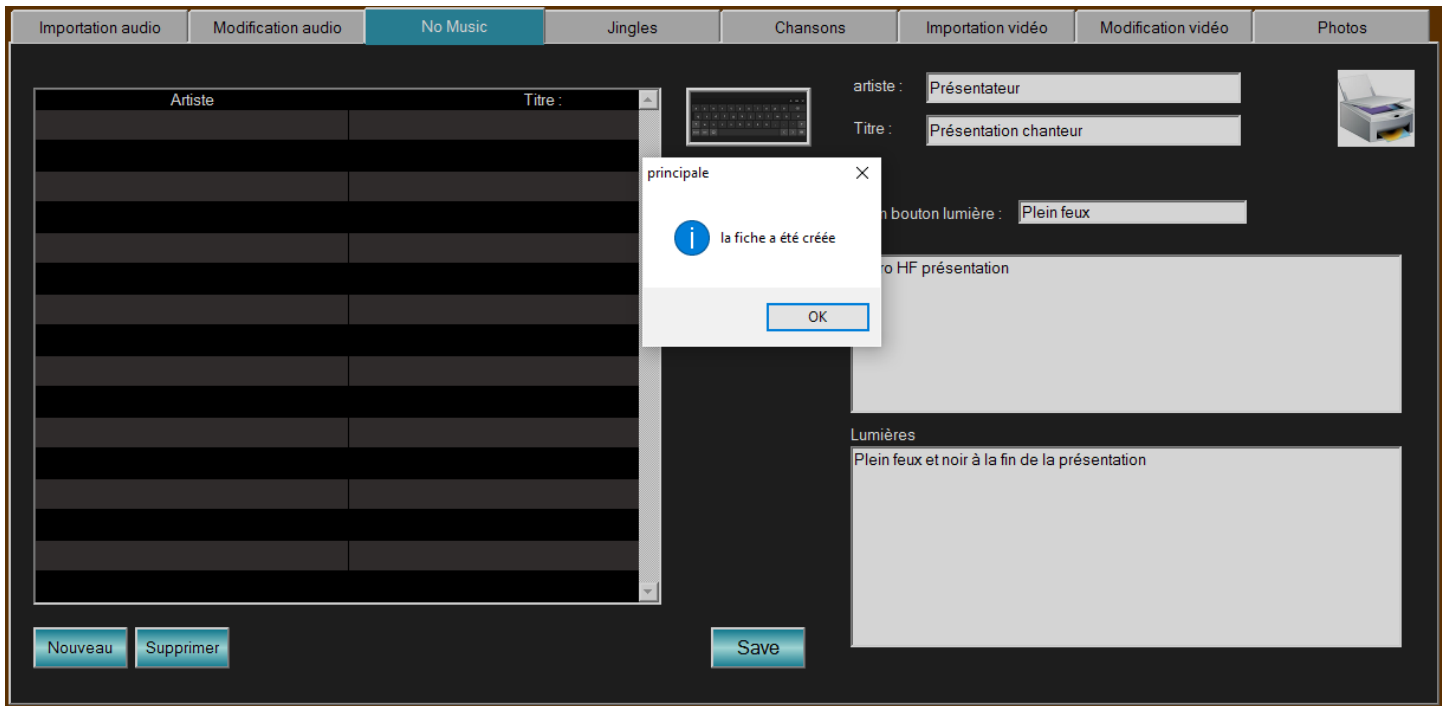 Importation audio
Modification audio
No Music
Jingles
Chansons
Importation vidéo
Modification vidéo
Photos
Artiste
Titre :
artiste :
Présentateur
Titre :
Présentation chanteur
principale
la fiche a été créée
OK
bouton lumière :
Plein feux
HF présentation
Lumières
Plein feux et noir à la fin de la présentation
Nouveau
Supprimer
Save